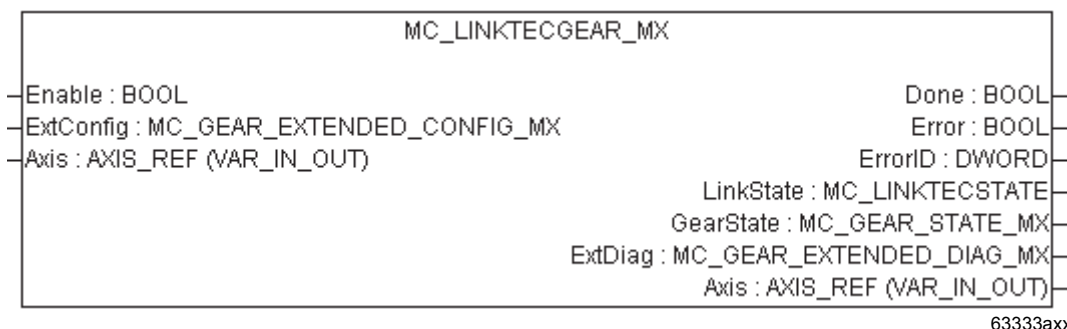 MC_LINKTECGEAR_MX
Enable : BOOL
Done : BOOL
ExtConfig : MC_GEAR_EXTENDED_CONFIG_MX
Error : BOOL
Axis : AXIS_REF (VAR_IN_OUT)
ErrorID : DWORD
LinkState : MC_LINKTECSTATE
GearState : MC_GEAR_STATE_MX
ExtDiag : MC_GEAR_EXTENDED_DIAG_MX
Axis : AXIS_REF (VAR_IN_OUT)
63333axx